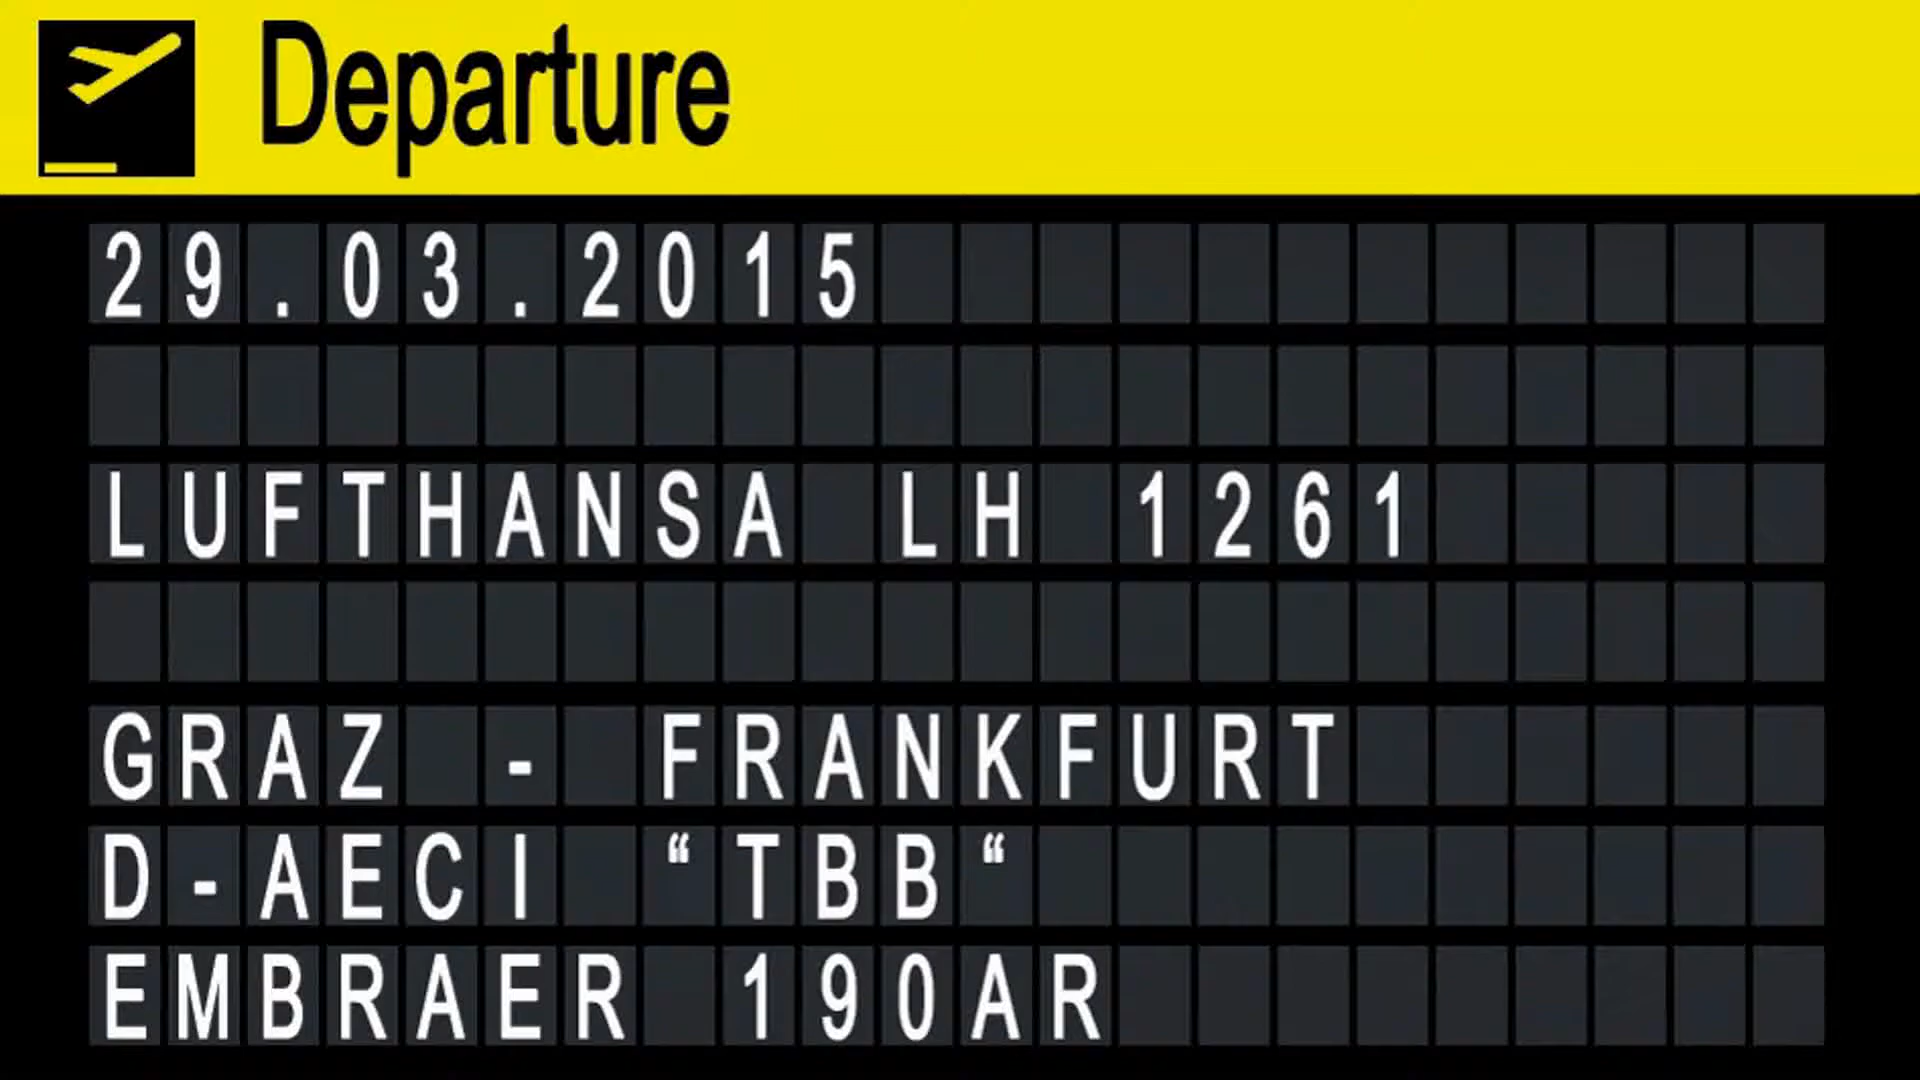 Departure
29.03.2015
LUFTHANSA LH 1261
GRAZ - FRANKFURT
D-AECI “TBB“
EMBRAER 190AR